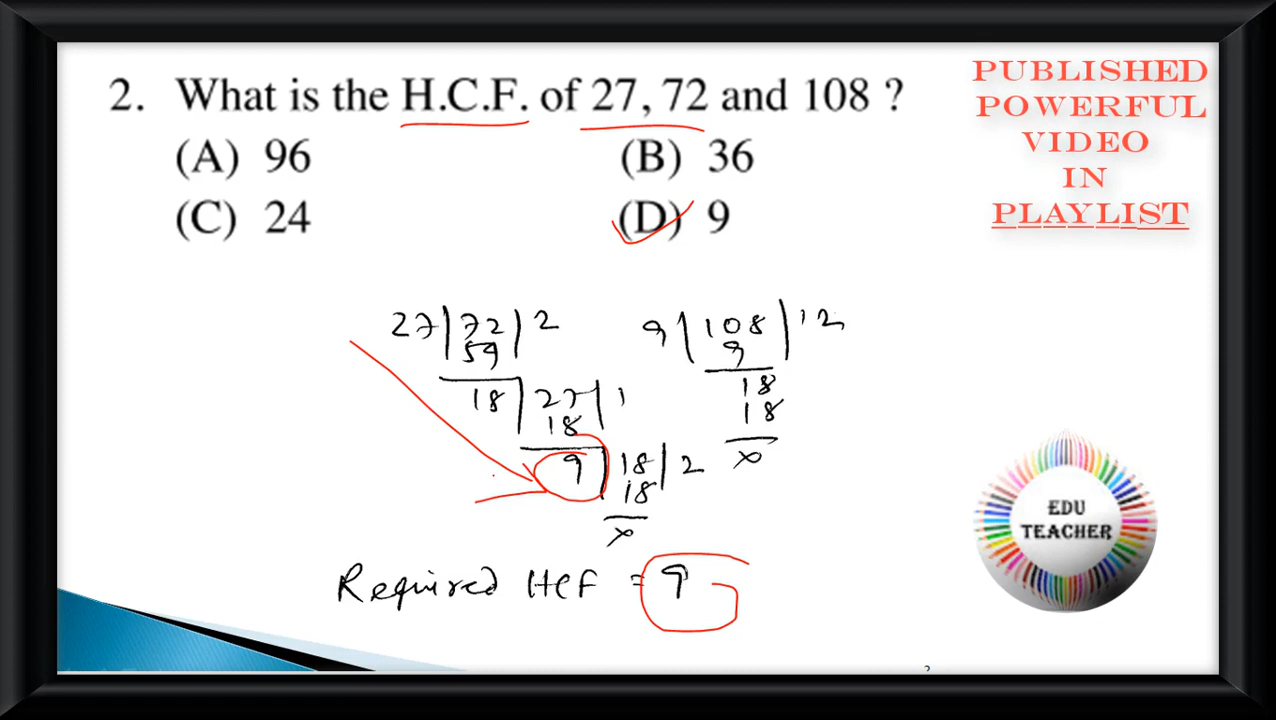 2. What is the H.C.F. of 27, 72 and 108 ?
(A) 96 (B) 36
(C) 24 (D) 9
PUBLISHED
POWERFUL
VIDEO
IN
PLAYLIST
27 72 2
59
18 27 1
18
9 18 2
18
x
9 108 12
9
18
18
x
EDU
TEACHER
Required HCF = 9